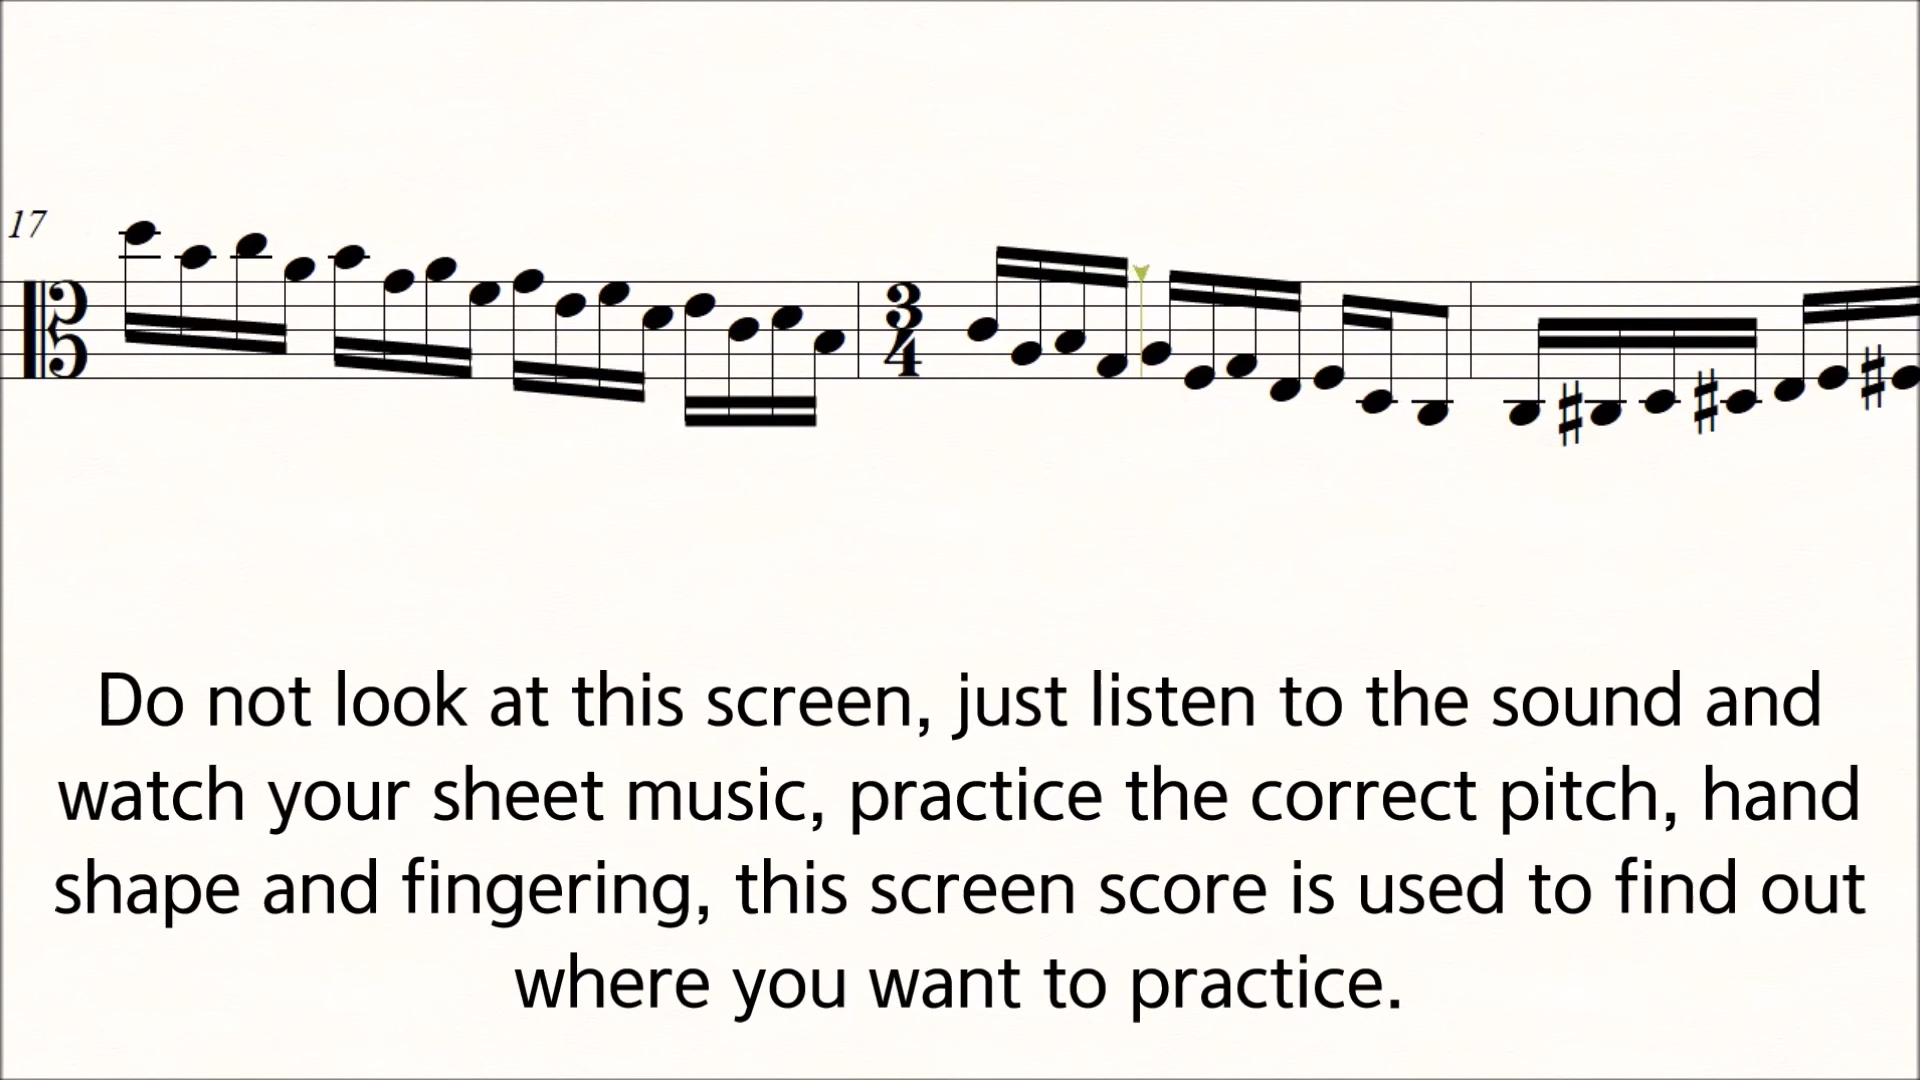 17
3
4
Do not look at this screen, just listen to the sound and
watch your sheet music, practice the correct pitch, hand
shape and fingering, this screen score is used to find out
where you want to practice.